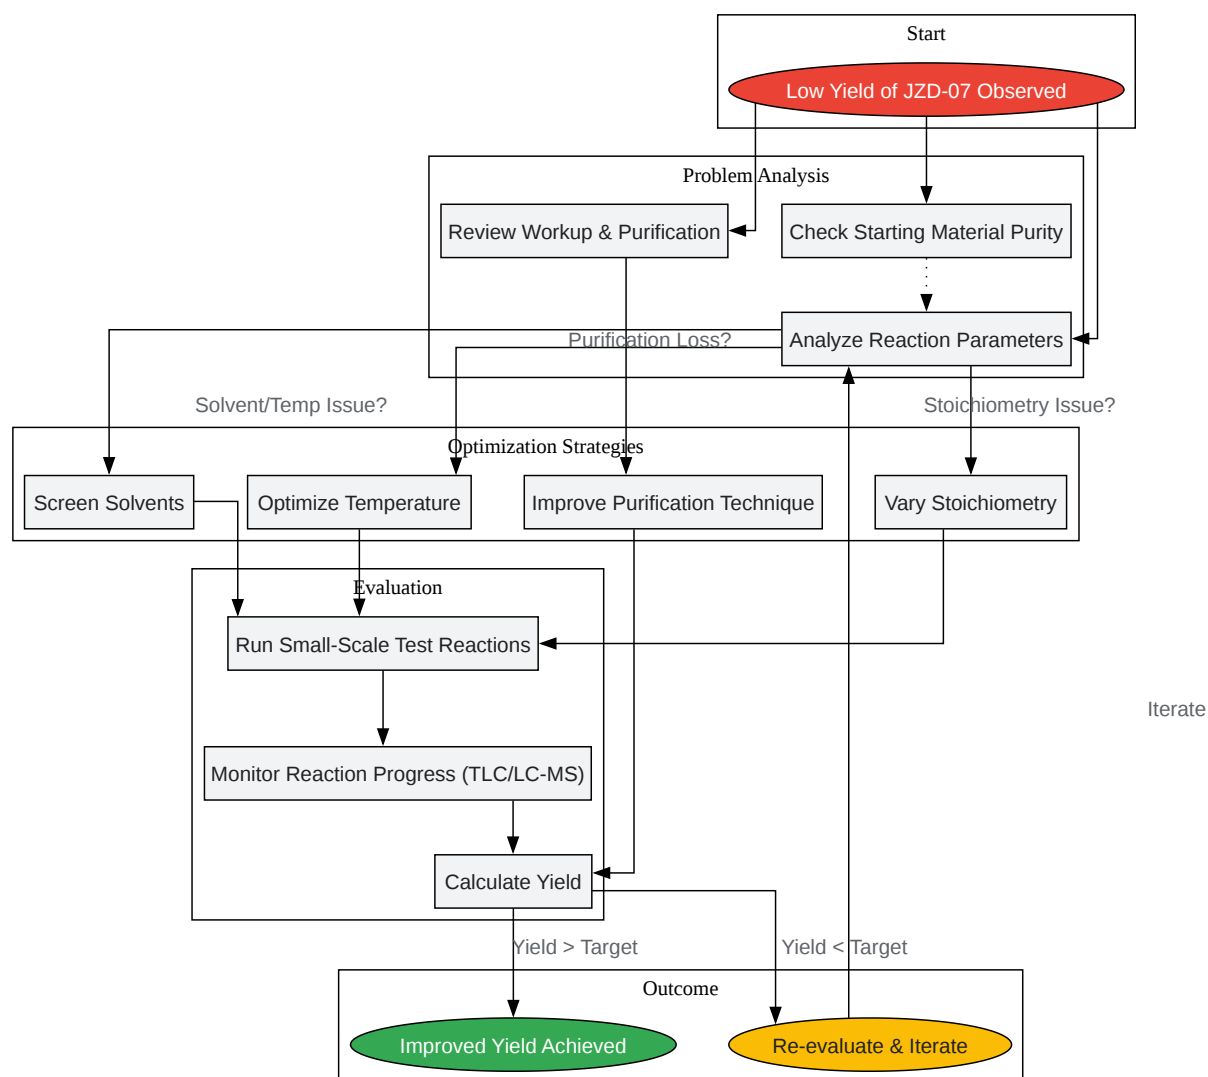 Start
Low Yield of JZD-07 Observed
Problem Analysis
Review Workup & Purification
Check Starting Material Purity
Purification Loss?
Analyze Reaction Parameters
Solvent/Temp Issue?
Stoichiometry Issue?
Optimization Strategies
Screen Solvents
Optimize Temperature
Improve Purification Technique
Vary Stoichiometry
Evaluation
Run Small-Scale Test Reactions
Iterate
Monitor Reaction Progress (TLC/LC-MS)
Calculate Yield
Yield > Target
Yield < Target
Outcome
Improved Yield Achieved
Re-evaluate & Iterate